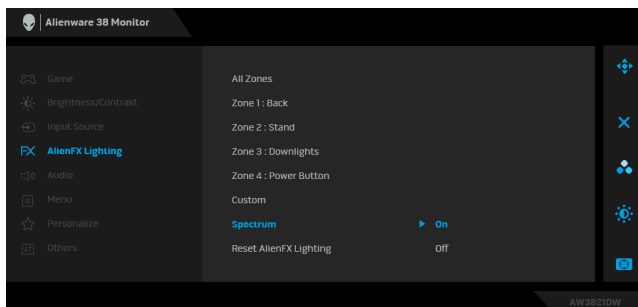 Alienware 38 Monitor
Game
Brightness/Contrast
Input Source
FX AlienFX Lighting
Audio
Menu
Personalize
Others
All Zones
Zone 1 : Back
Zone 2 : Stand
Zone 3 : Downlights
Zone 4 : Power Button
Custom
Spectrum On
Reset AlienFX Lighting Off
AW3821DW